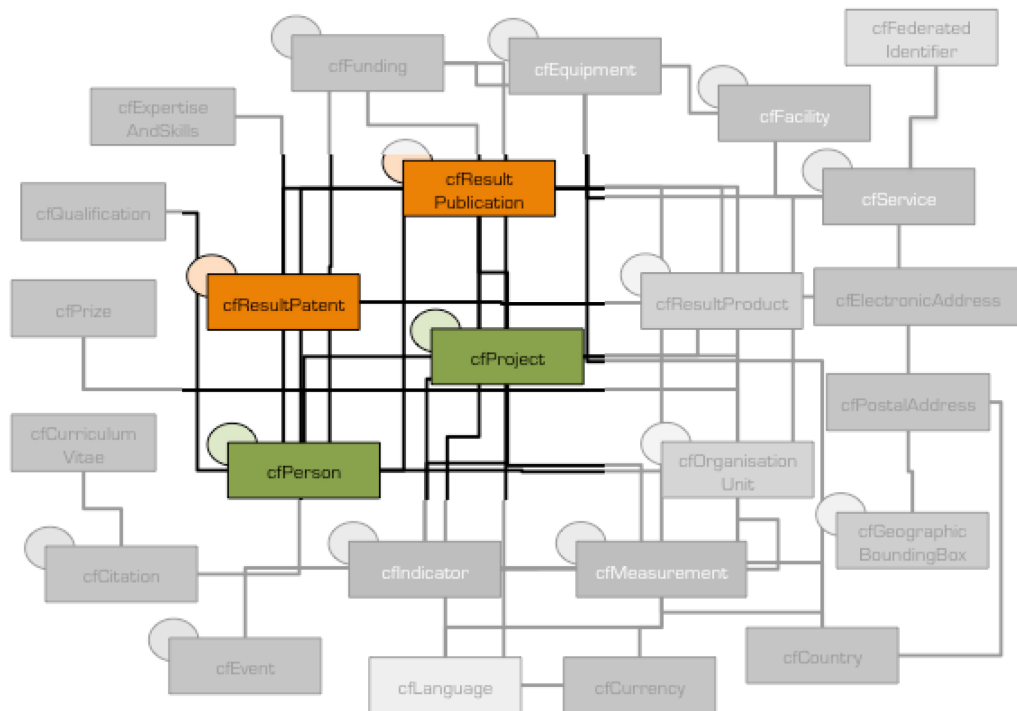 cfFederated
Identifier
cfFunding
cfEquipment
cfExpertise
AndSkills
cfFacility
cfResult
Publication
cfQualification
cfService
cfResultPatent
cfPrize
cfResultProduct
cfElectronicAddress
cfProject
cfPostalAddress
cfCurriculum
Vitae
cfPerson
cfOrganisation
Unit
cfGeographic
BoundingBox
cfCitation
cfIndicator
cfMeasurement
cfEvent
cfCountry
cfLanguage
cfCurrency